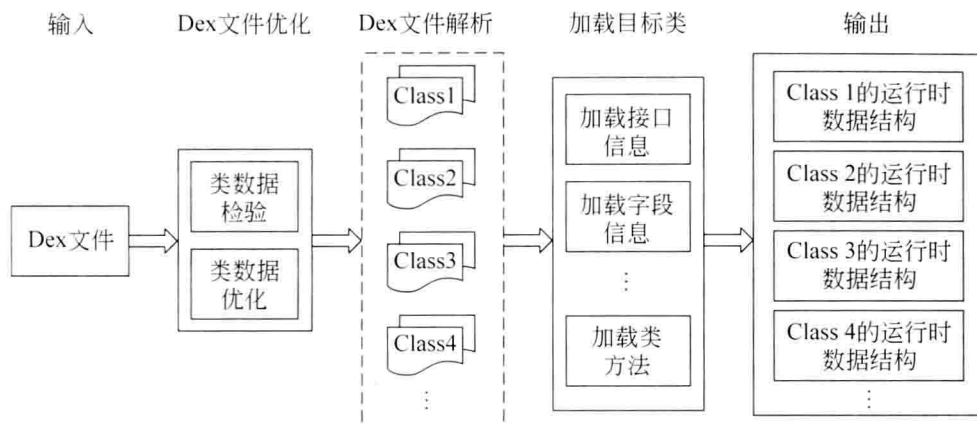 输入
Dex文件优化
Dex文件解析
加载目标类
输出
Dex文件
类数据
检验
类数据
优化
Class1
Class2
Class3
Class4
⋮
加载接口
信息
加载字段
信息
⋮
加载类
方法
Class 1的运行时
数据结构
Class 2的运行时
数据结构
Class 3的运行时
数据结构
Class 4的运行时
数据结构
⋮